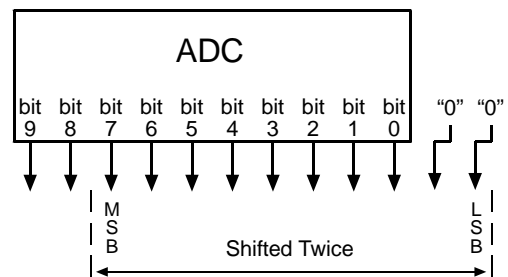 ADC
bit bit bit bit bit bit bit bit bit bit “0” “0”
9 8 7 6 5 4 3 2 1 0
MSB
LSB
Shifted Twice